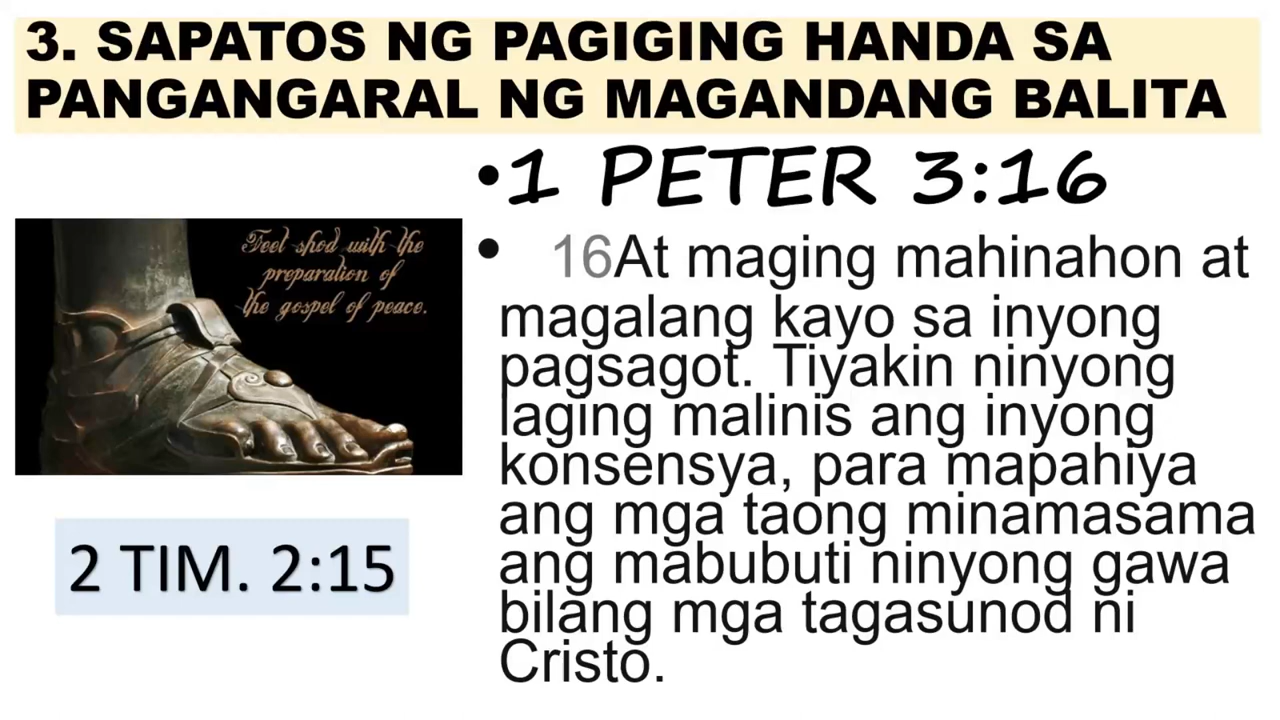 3. SAPATOS NG PAGIGING HANDA SA
PANGANGARAL NG MAGANDANG BALITA
•1 PETER 3:16
Feet shod with the
preparation of
the gospel of peace.
• 16At maging mahinahon at
magalang kayo sa inyong
pagsagot. Tiyakin ninyong
laging malinis ang inyong
konsensya, para mapahiya
ang mga taong minamasama
ang mabubuti ninyong gawa
bilang mga tagasunod ni
Cristo.
2 TIM. 2:15